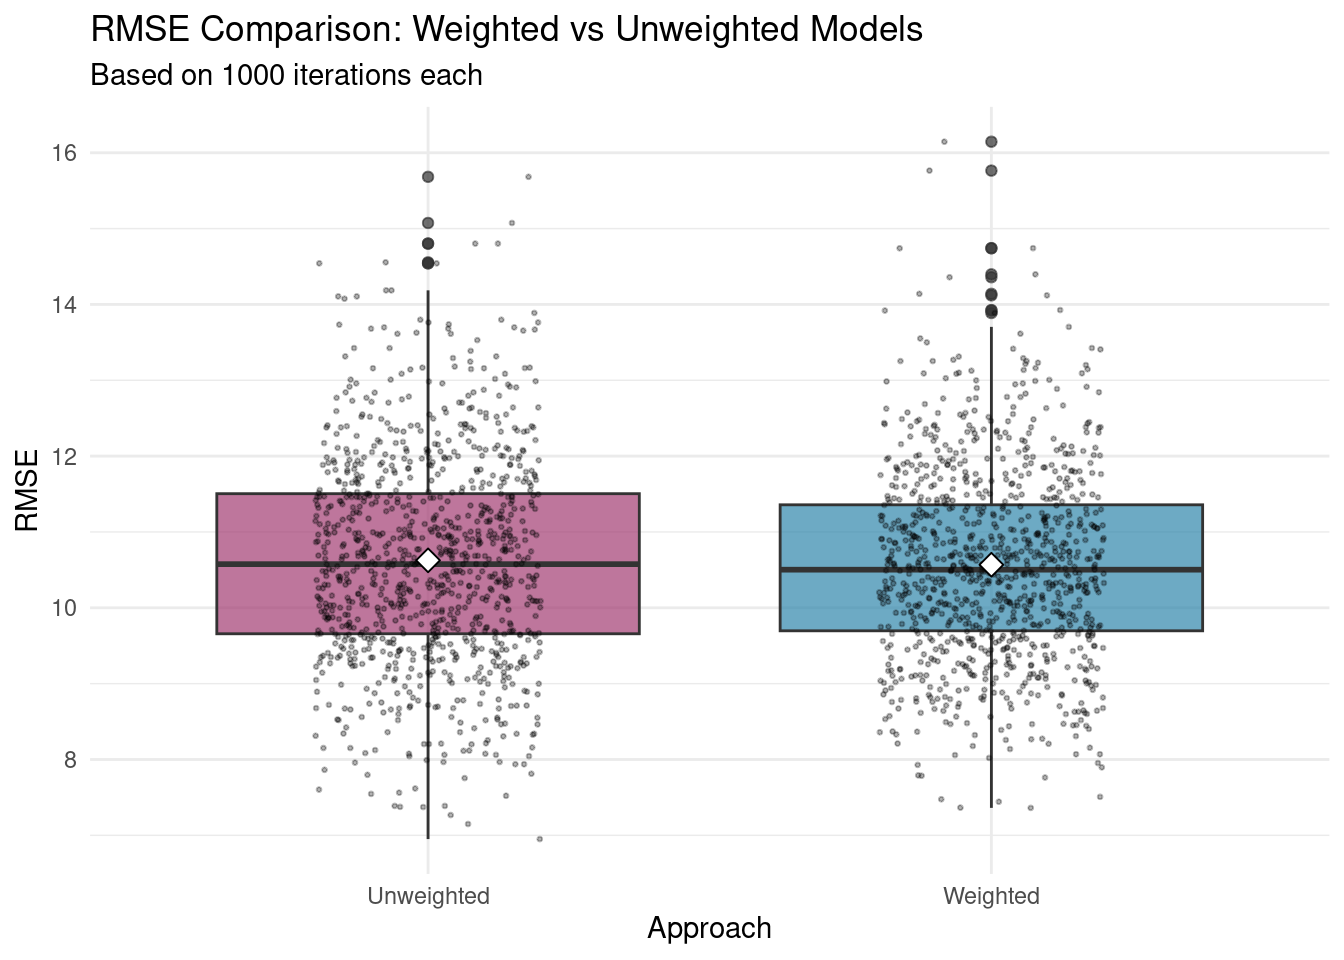 RMSE Comparison: Weighted vs Unweighted Models
Based on 1000 iterations each
16
14
12
10
8
RMSE
Unweighted
Weighted
Approach